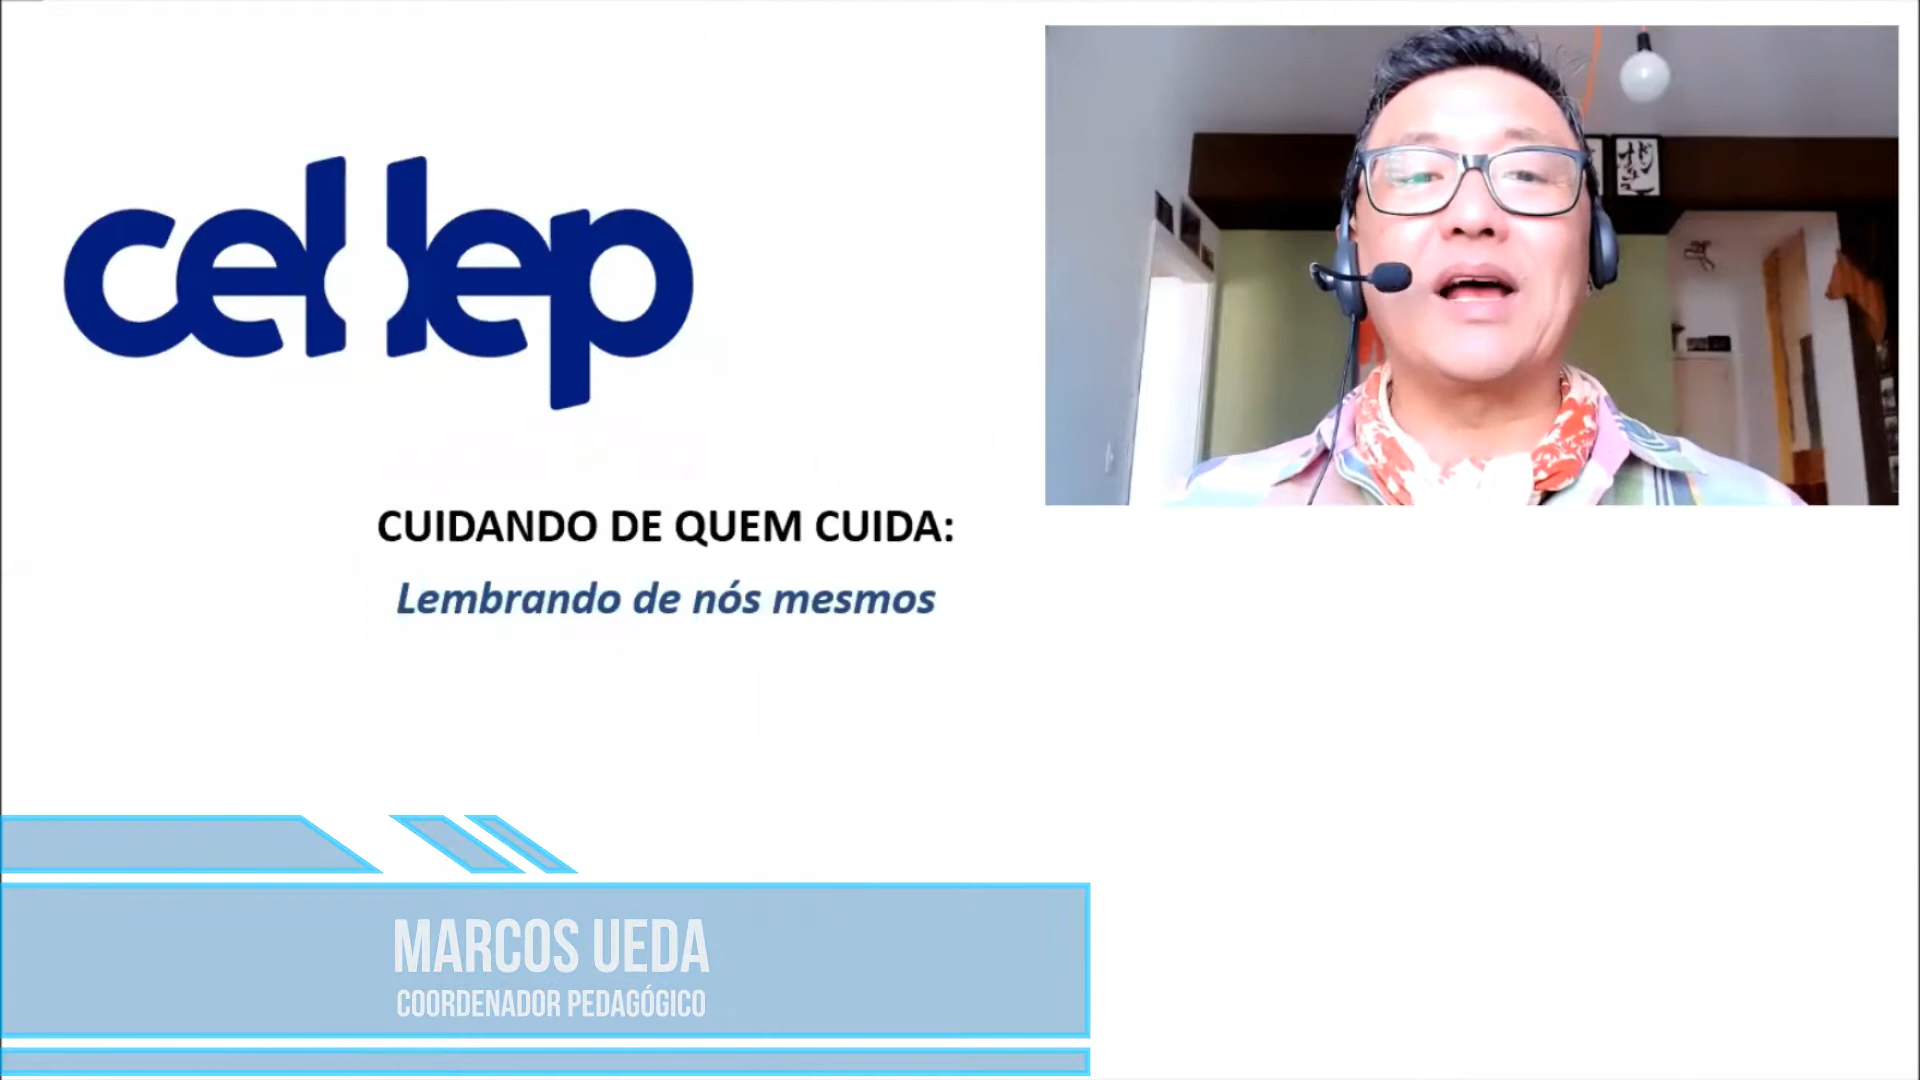 cellep
CUIDANDO DE QUEM CUIDA:
Lembrando de nós mesmos
MARCOS UEDA
COORDENADOR PEDAGÓGICO